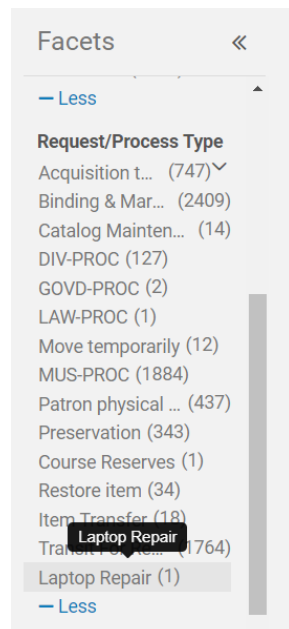 Facets «
— Less
Request/Process Type
Acquisition t... (747)
Binding & Mar... (2409)
Catalog Mainten... (14)
DIV-PROC (127)
GOVD-PROC (2)
LAW-PROC (1)
Move temporarily (12)
MUS-PROC (1884)
Patron physical ... (437)
Preservation (343)
Course Reserves (1)
Restore item (34)
Item Transfer (18)
Laptop Repair
1764)
Laptop Repair (1)
— Less